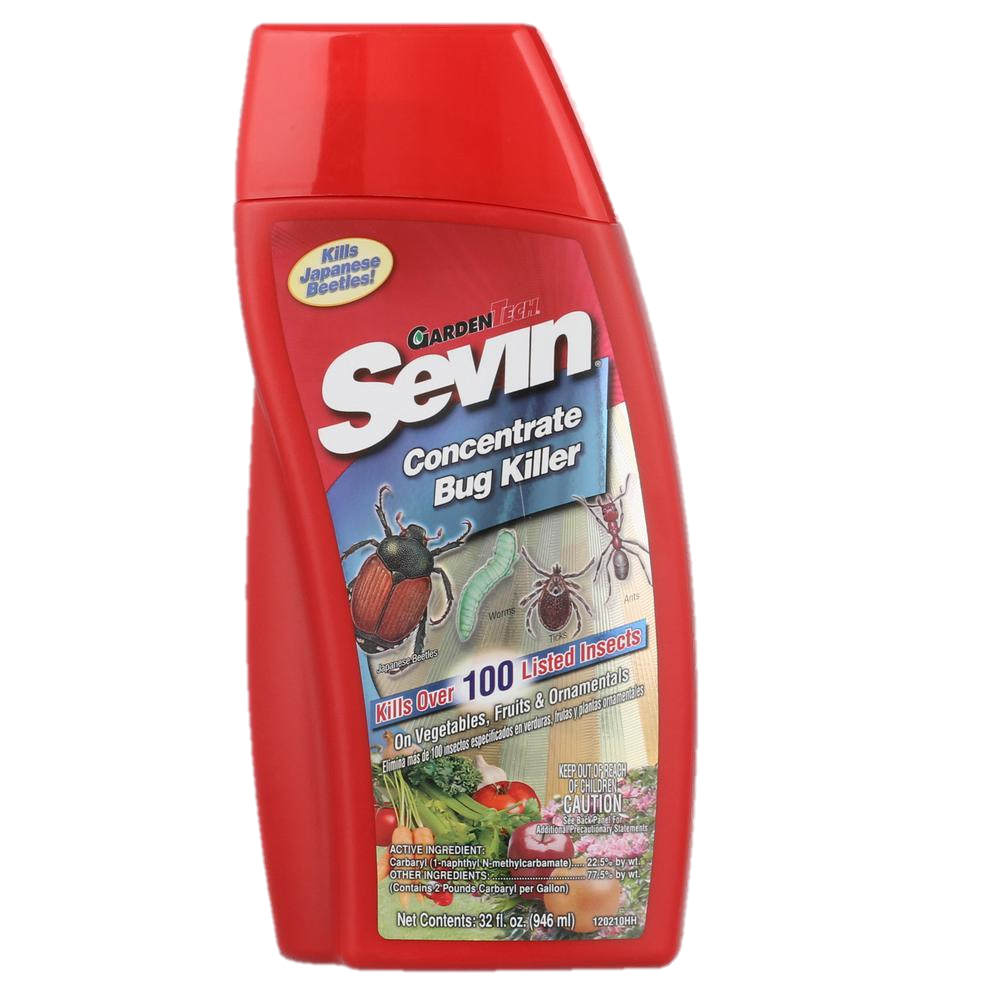 Kills
Japanese
Beetles!
GARDENTECH®
Sevin®
Concentrate
Bug Killer
Japanese Beetles
Worms
Ticks
Ants
Kills Over 100 Listed Insects
On Vegetables, Fruits & Ornamentals
Elimina más de 100 insectos especificados en verduras, frutas y plantas ornamentales
KEEP OUT OF REACH
OF CHILDREN
CAUTION
See Back Panel For
Additional Precautionary Statements
ACTIVE INGREDIENT:
Carbaryl (1-naphthyl N-methylcarbamate)..... 22.5% by wt.
OTHER INGREDIENTS: ............................ 77.5% by wt.
(Contains 2 Pounds Carbaryl per Gallon)
Net Contents: 32 fl. oz. (946 ml)
120210HH